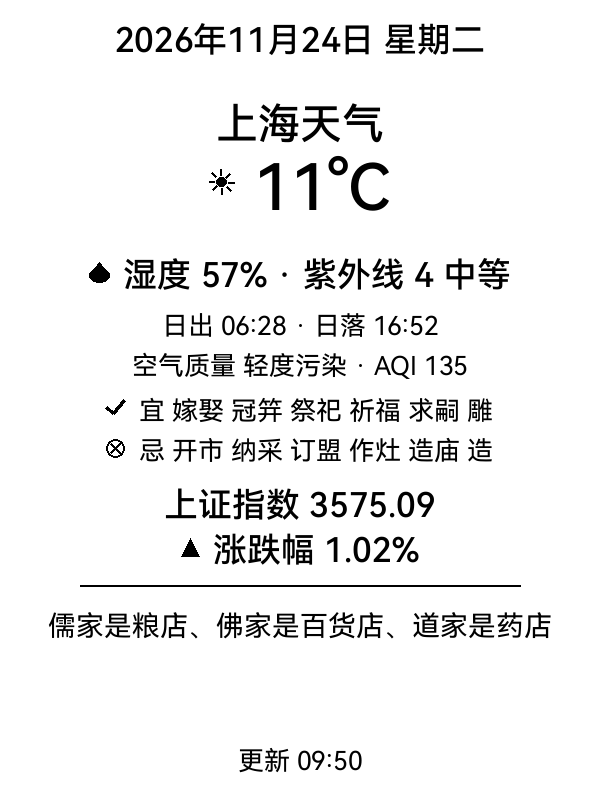 2026年11月24日 星期二
上海天气
11°C
湿度 57% · 紫外线 4 中等
日出 06:28 · 日落 16:52
空气质量 轻度污染 · AQI 135
宜 嫁娶 冠笄 祭祀 祈福 求嗣 雕
忌 开市 纳采 订盟 作灶 造庙 造
上证指数 3575.09
▲ 涨跌幅 1.02%
儒家是粮店、佛家是百货店、道家是药店
更新 09:50